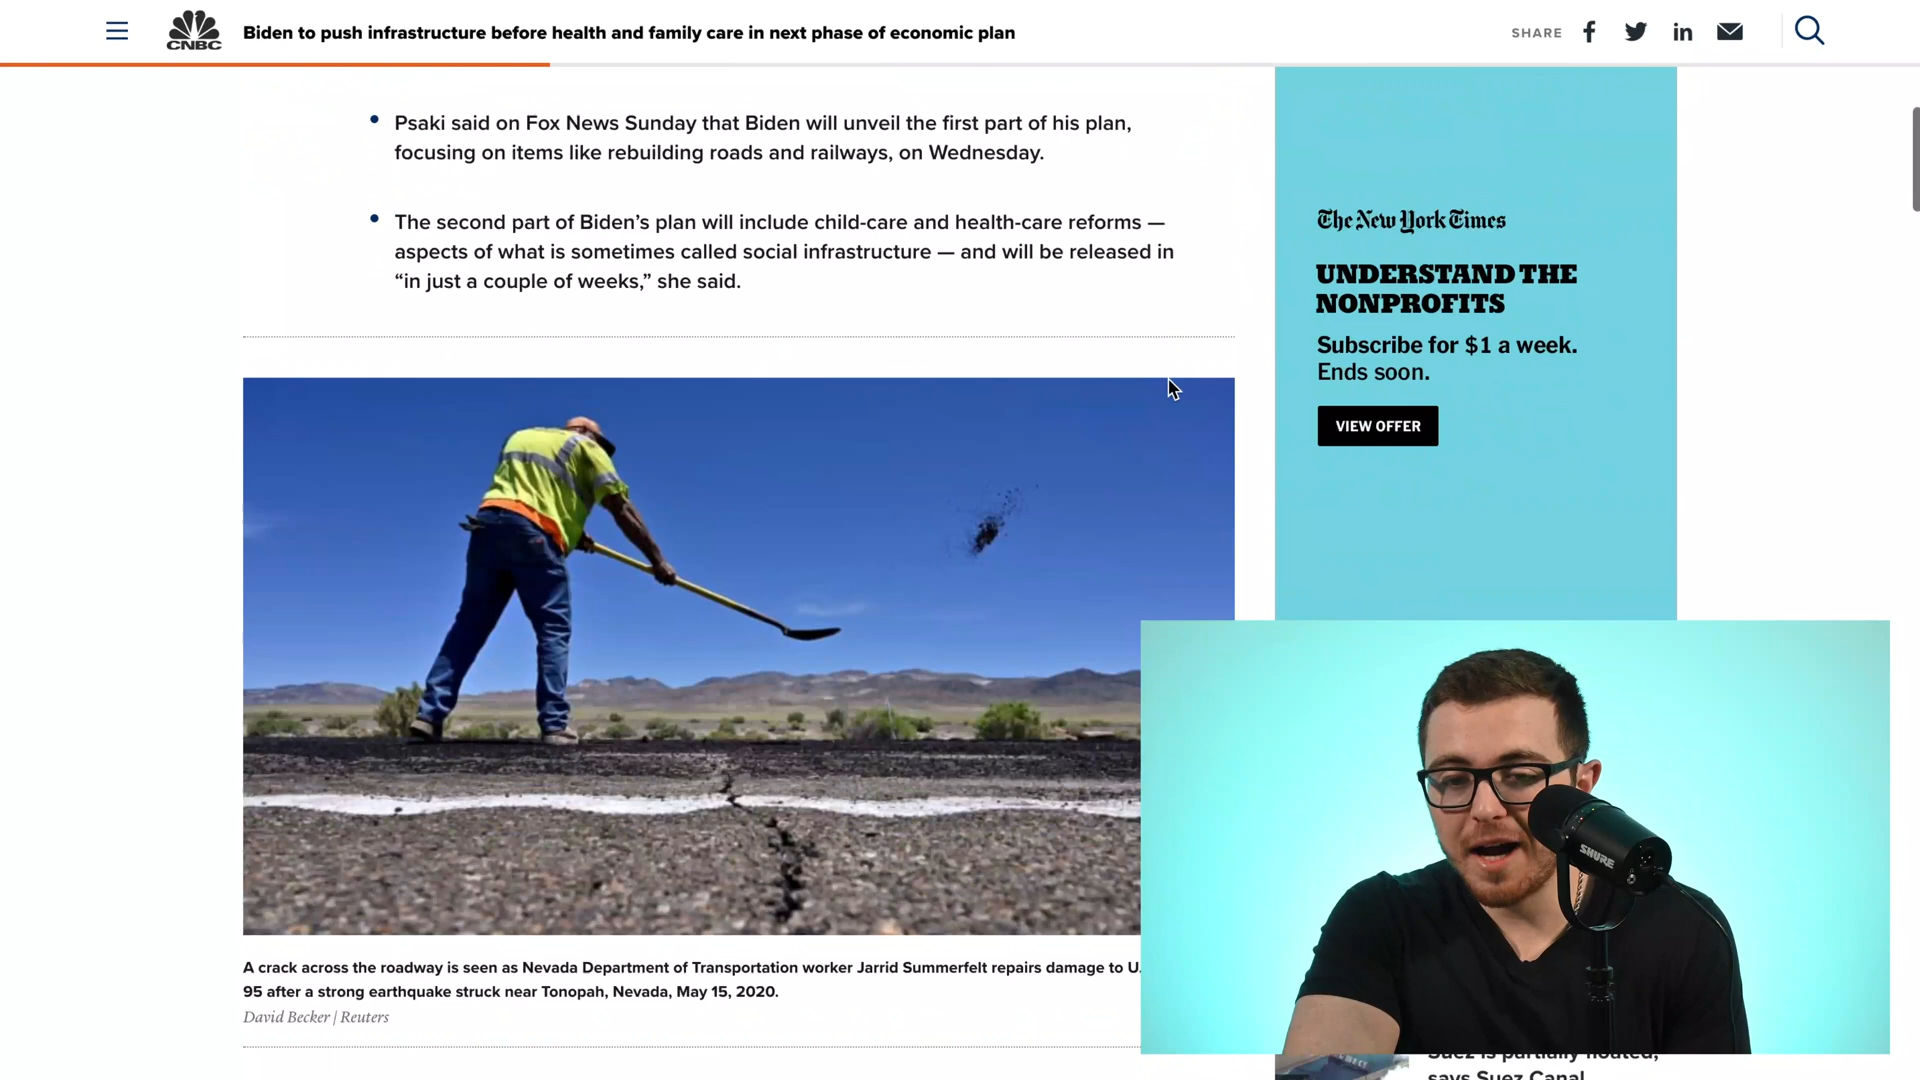 CNBC
Biden to push infrastructure before health and family care in next phase of economic plan
SHARE
Psaki said on Fox News Sunday that Biden will unveil the first part of his plan,
focusing on items like rebuilding roads and railways, on Wednesday.
The second part of Biden’s plan will include child-care and health-care reforms —
aspects of what is sometimes called social infrastructure — and will be released in
“in just a couple of weeks,” she said.
The New York Times
UNDERSTAND THE
NONPROFITS
Subscribe for $1 a week.
Ends soon.
VIEW OFFER
A crack across the roadway is seen as Nevada Department of Transportation worker Jarrid Summerfelt repairs damage to U.
95 after a strong earthquake struck near Tonopah, Nevada, May 15, 2020.
David Becker | Reuters
SHURE
Suez is partially floated,
says Suez Canal